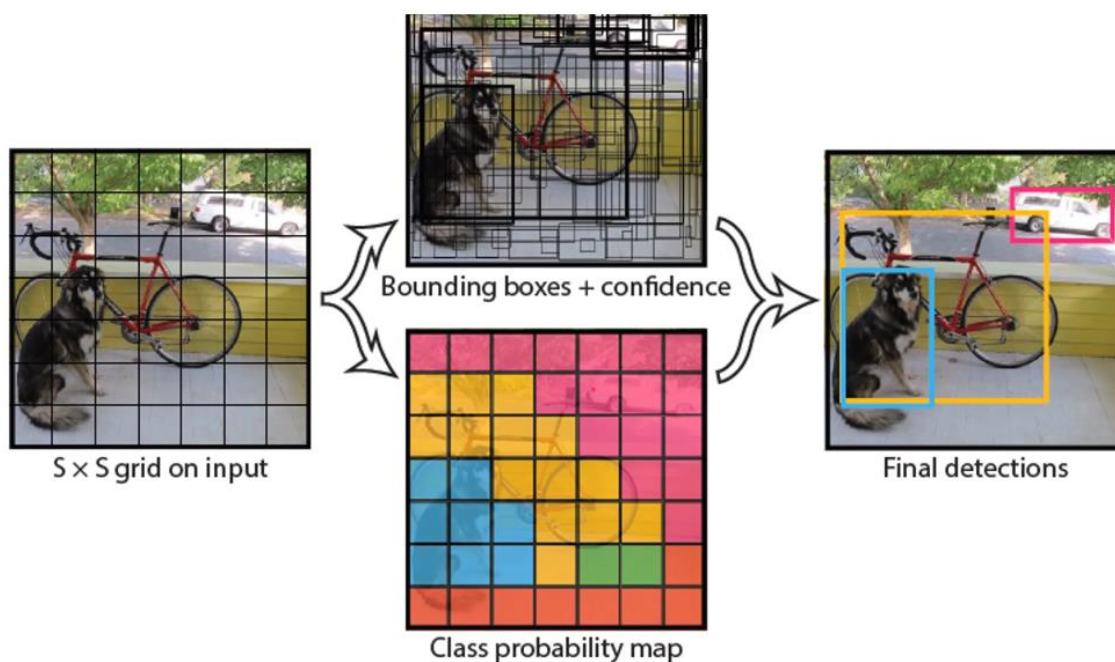 S × S grid on input
Bounding boxes + confidence
Class probability map
Final detections